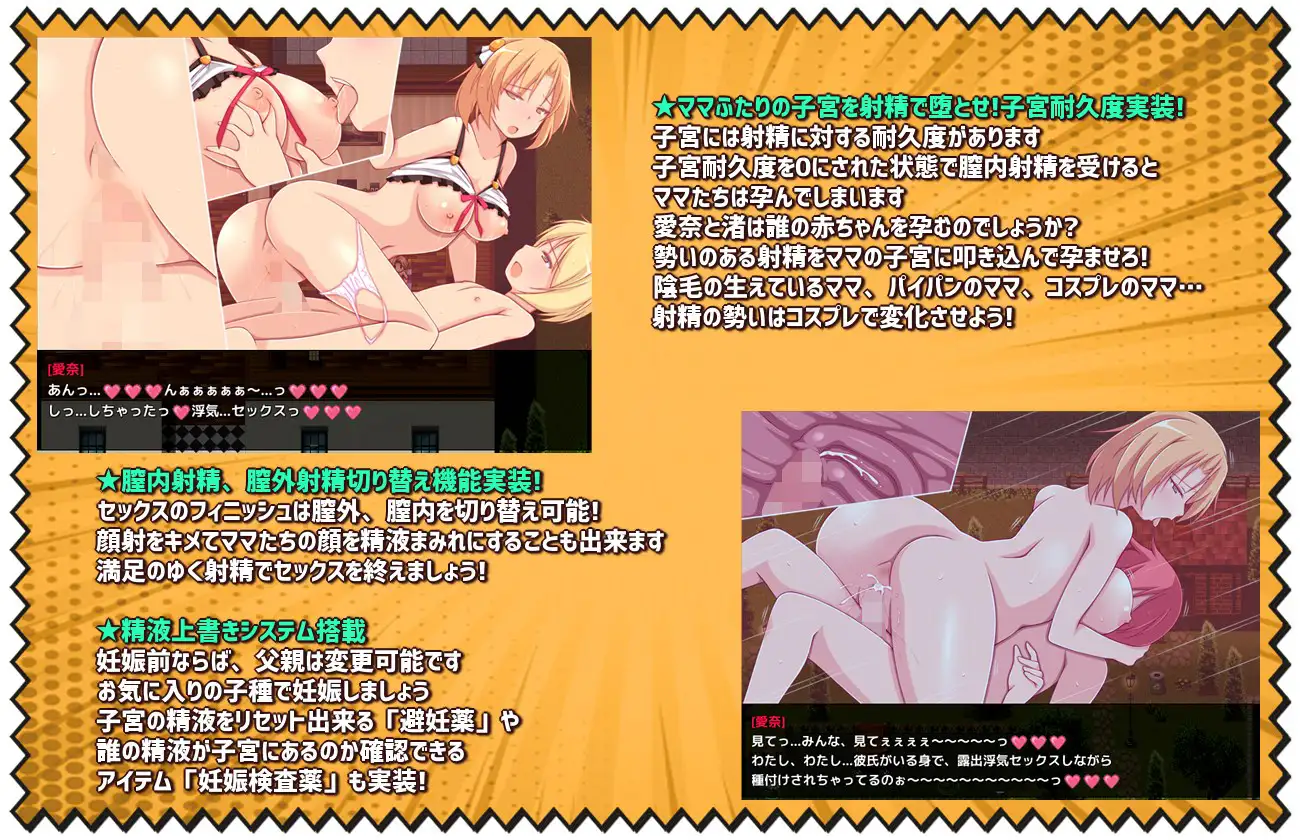 ★ママふたりの子宮を射精で堕とせ!子宮耐久度実装!
子宮には射精に対する耐久度があります
子宮耐久度を0にされた状態で膣内射精を受けると
ママたちは孕んでしまいます
愛奈と渚は誰の赤ちゃんを孕むのでしょうか?
勢いのある射精をママの子宮に叩き込んで孕ませろ!
陰毛の生えているママ、パイパンのママ、コスプレのママ…
射精の勢いはコスプレで変化させよう!
[愛奈]
あんっ…♥♥♥んぁぁぁぁぁ～…っ♥♥♥
しっ…しちゃったっ♥浮気…セックスっ♥♥♥
★膣内射精、膣外射精切り替え機能実装!
セックスのフィニッシュは膣外、膣内を切り替え可能!
顔射をキメてママたちの顔を精液まみれにすることも出来ます
満足のゆく射精でセックスを終えましょう!
★精液上書きシステム搭載
妊娠前ならば、父親は変更可能です
お気に入りの子種で妊娠しましょう
子宮の精液をリセット出来る「避妊薬」や
誰の精液が子宮にあるのか確認できる
アイテム「妊娠検査薬」も実装!
[愛奈]
見てっ…みんな、見てぇぇぇぇ～～～～～っ♥♥♥
わたし、わたし…彼氏がいる身で、露出浮気セックスしながら
種付けされちゃってるのぉ～～～～～～～～～～～っ♥♥♥